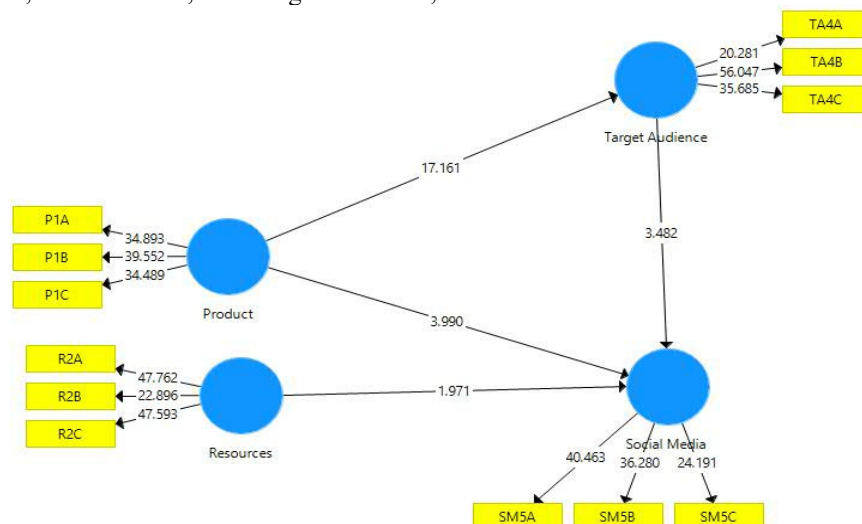 TA4A
20.281
56.047
TA4B
35.685
TA4C
Target Audience
17.161
P1A
34.893
3.482
P1B
39.552
34.489
P1C
Product
3.990
R2A
47.762
R2B
22.896
1.971
47.593
R2C
Resources
Social Media
40.463
36.280
24.191
SM5A
SM5B
SM5C